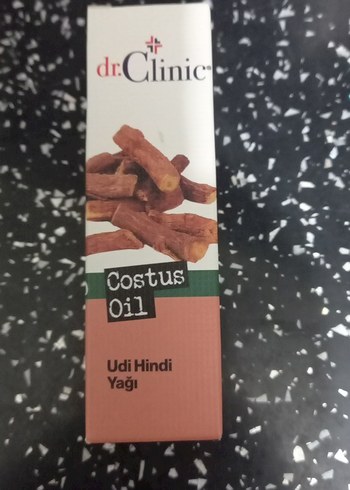 dr.Clinic®
Costus
Oil
Udi Hindi
Yağı